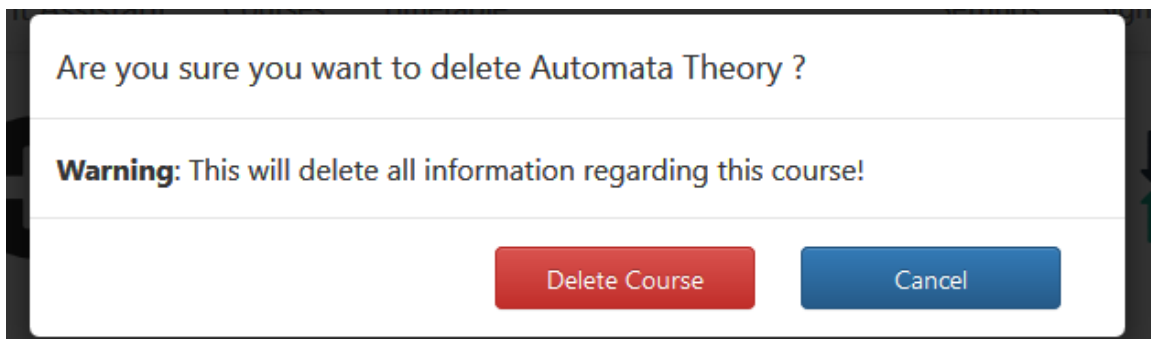 Are you sure you want to delete Automata Theory ?
Warning: This will delete all information regarding this course!
Delete Course Cancel